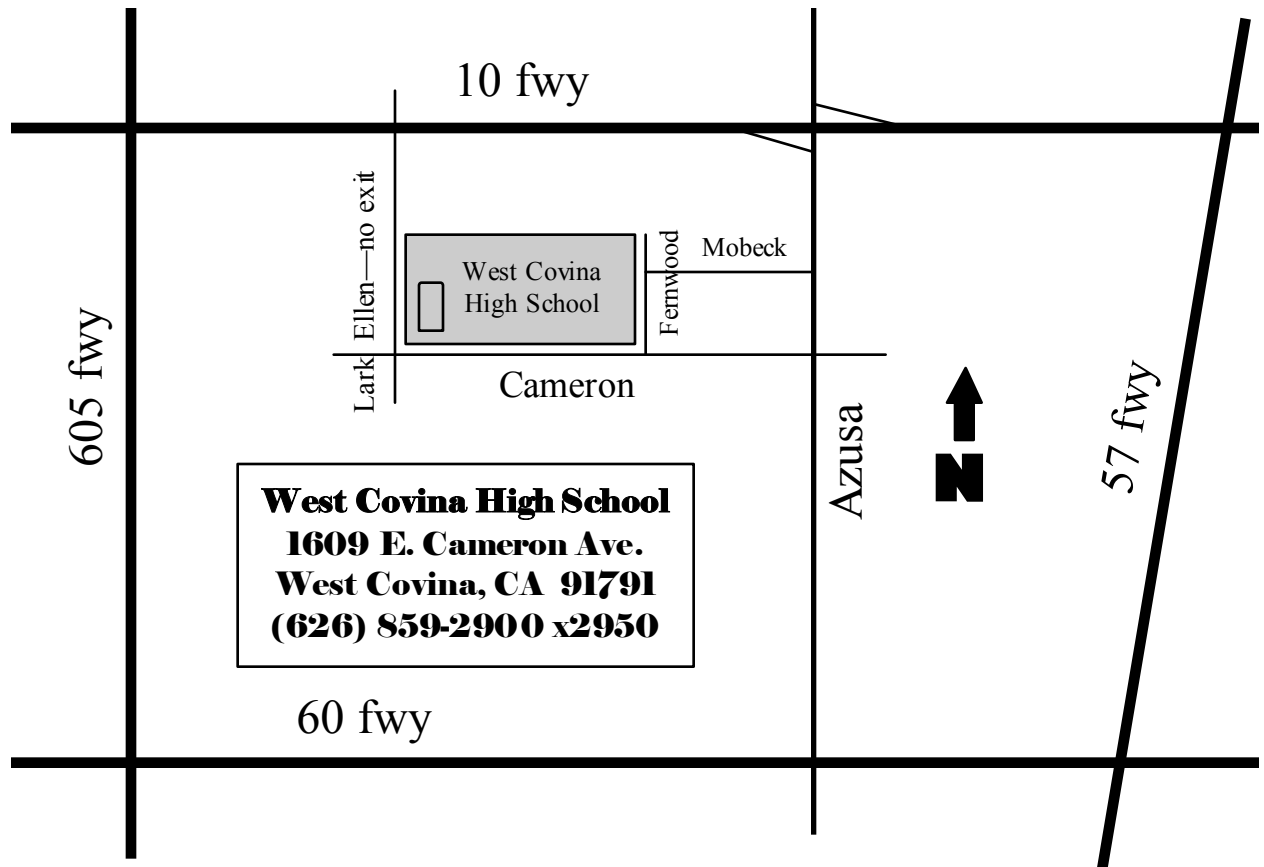 10 fwy
Lark Ellen—no exit
West Covina
High School
Fernwood
Mobeck
Cameron
605 fwy
Azusa
N
57 fwy
West Covina High School
1609 E. Cameron Ave.
West Covina, CA 91791
(626) 859-2900 x2950
60 fwy